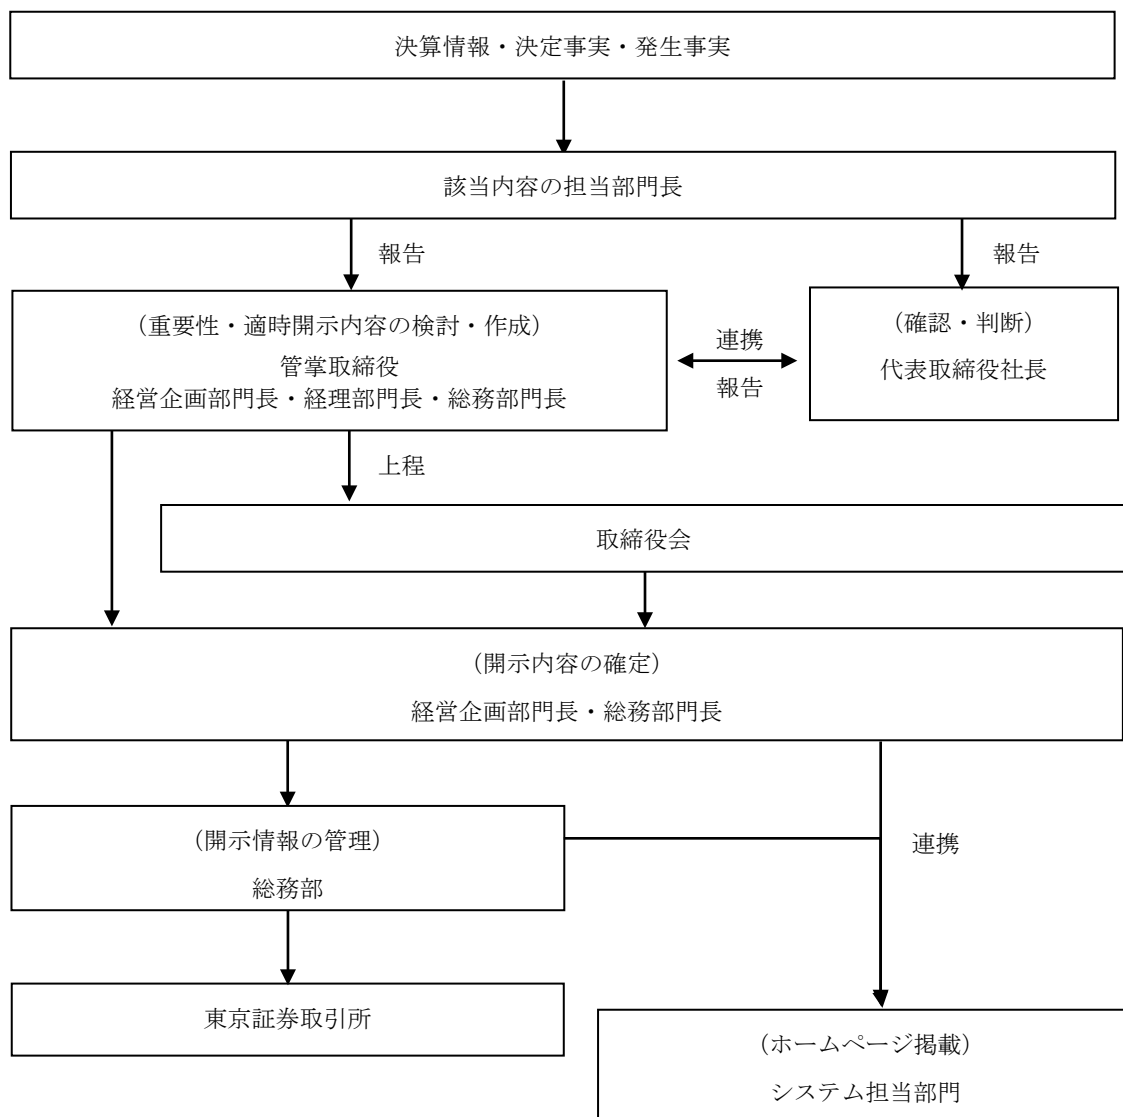 決算情報・決定事実・発生事実
該当内容の担当部門長
報告
報告
（重要性・適時開示内容の検討・作成）
管掌取締役
経営企画部門長・経理部門長・総務部門長
連携
報告
（確認・判断）
代表取締役社長
上程
取締役会
（開示内容の確定）
経営企画部門長・総務部門長
（開示情報の管理）
総務部
連携
東京証券取引所
（ホームページ掲載）
システム担当部門